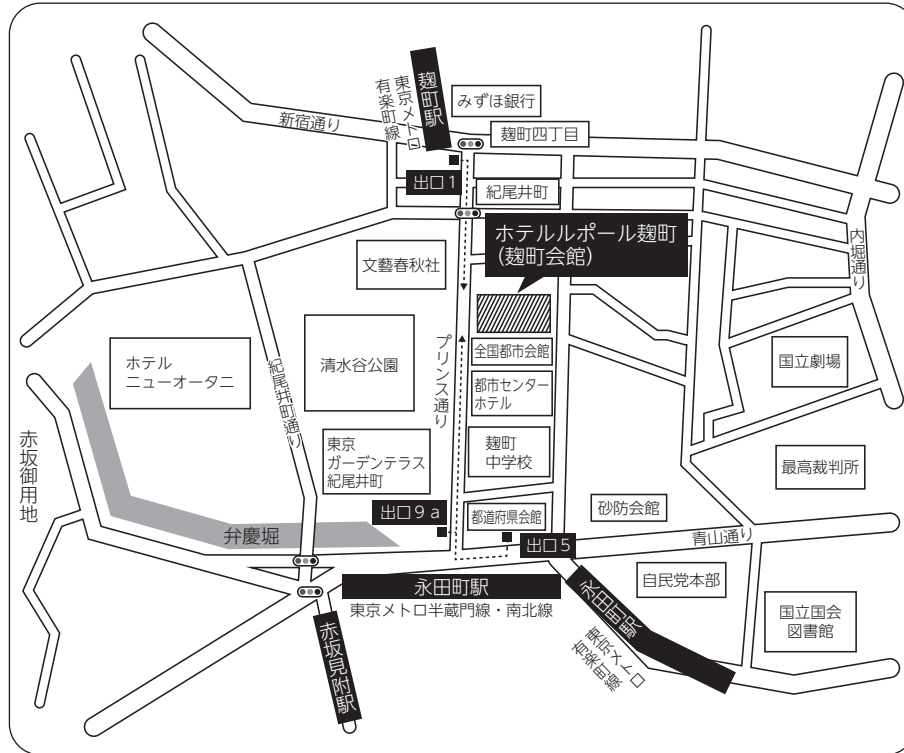 麹町駅
東京メトロ
有楽町線
みずほ銀行
新宿通り
麹町四丁目
出口1
紀尾井町
ホテルルポール麹町
(麹町会館)
内堀通り
文藝春秋社
全国都市会館
プリンス通り
国立劇場
ホテル
ニューオータニ
清水谷公園
紀尾井町通り
都市センター
ホテル
赤坂御用地
東京
ガーデンテラス
紀尾井町
麹町
中学校
最高裁判所
出口9a
都道府県会館
砂防会館
弁慶堀
出口5
青山通り
永田町駅
東京メトロ半蔵門線・南北線
永田町駅
東京メトロ
有楽町線
自民党本部
国立国会
図書館
赤坂見附駅